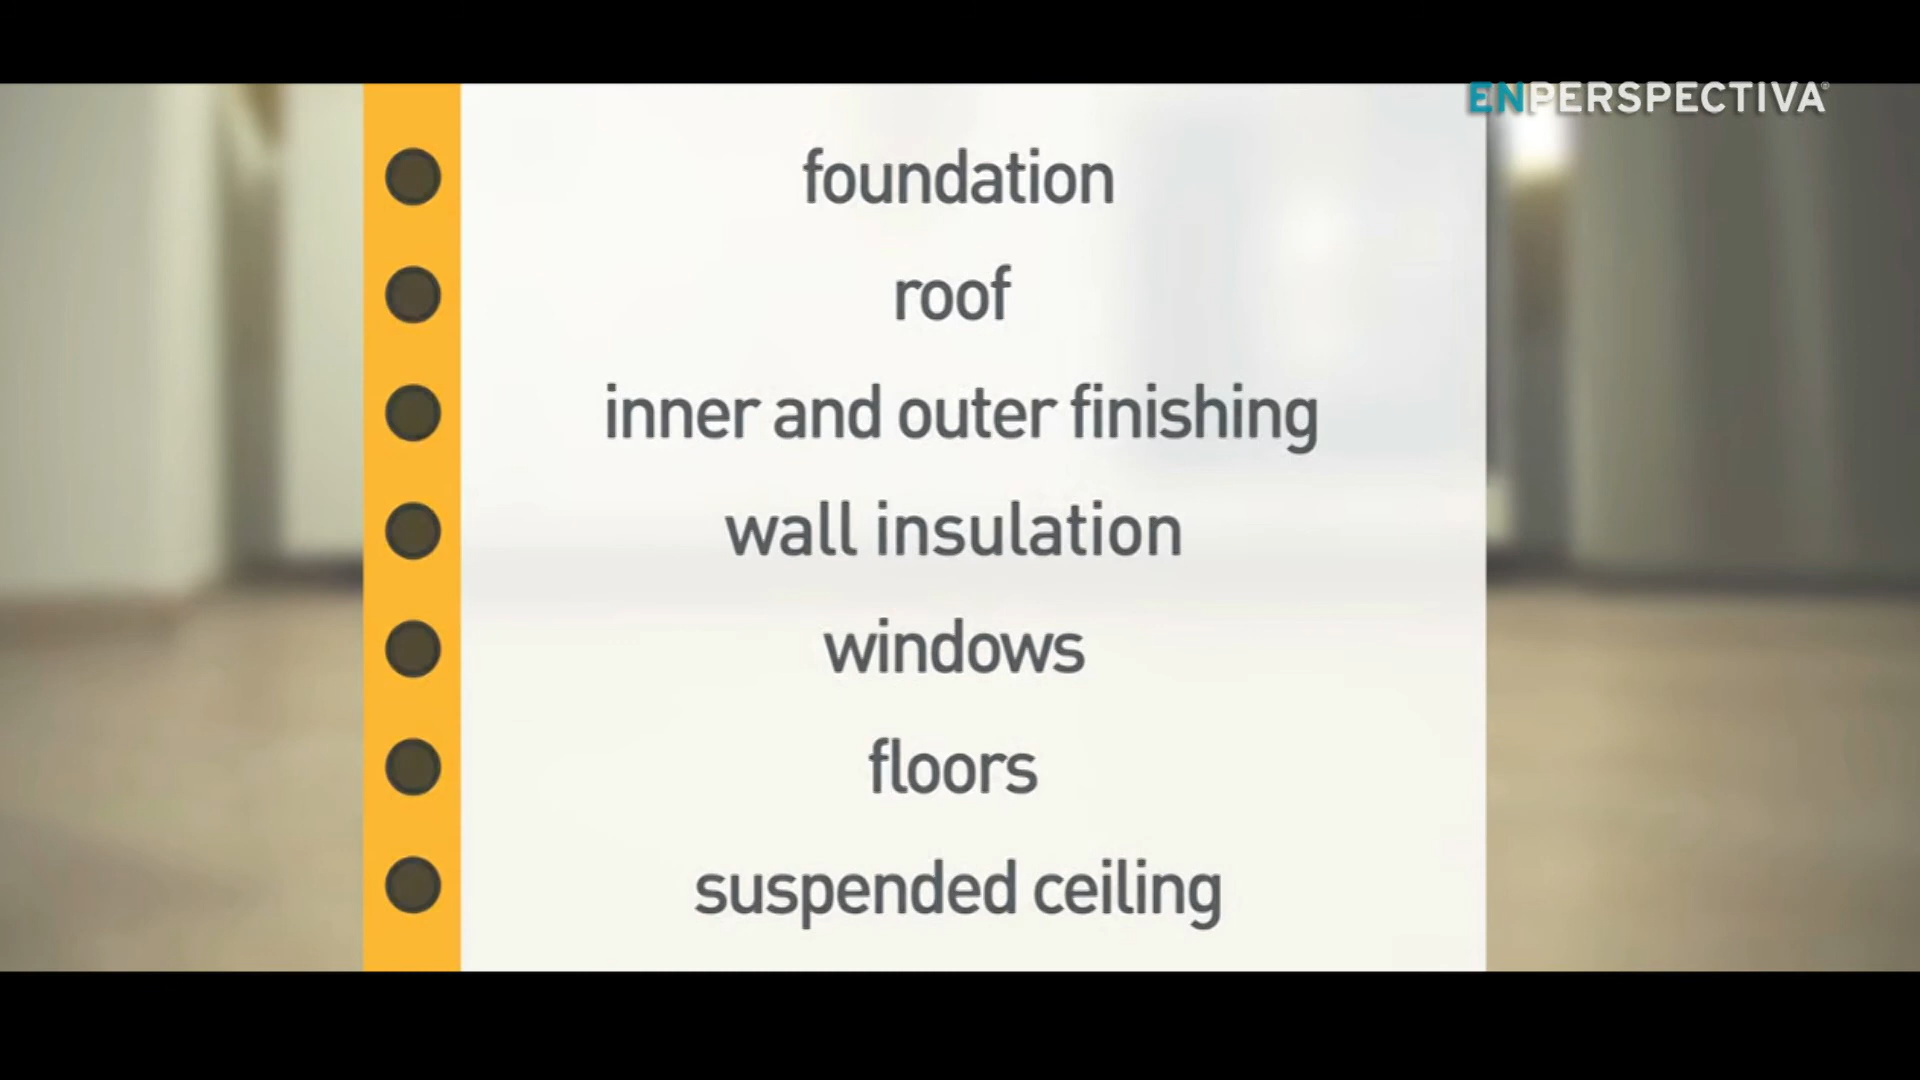 ENPERSPECTIVA®
foundation
roof
inner and outer finishing
wall insulation
windows
floors
suspended ceiling